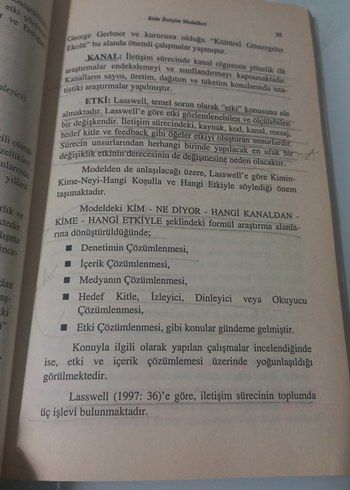 Kitle İletişim Modelleri
59
George Gerbner ve kurucusu olduğu "Kültürel Göstergeler
Ekolü" bu alanda önemli çalışmalar yapmıştır.
KANAL: İletişim sürecinde kanal olgusuna yönelik ilk
araştırmalar endekslemeyi ve sınıflandırmayı kapsamaktadır.
Kanalların sayısı, üretim, dağıtım ve tüketim konularında ista-
tistiki araştırmalar yapılmıştır.
ETKİ: Lasswell, temel sorun olarak "etki" konusunu ele
almaktadır. Lasswell'e göre etki gözlemlenebilen ve ölçülebilen
bir değişkendir. İletişim sürecindeki, kaynak, kod, kanal, mesaj,
hedef kitle ve feedback gibi öğeler etkiyi oluşturan unsurlardır.
Sürecin unsurlarından herhangi birinde yapılacak en ufak bir
değişiklik etkinin derecesinin de değişmesine neden olacaktır.
Modelden de anlaşılacağı üzere, Lasswell'e göre Kimin-
Kime-Neyi-Hangi Koşulla ve Hangi Etkiyle söylediği önem
taşımaktadır.
Modeldeki KİM - NE DİYOR - HANGİ KANALDAN -
KİME - HANGİ ETKİYLE şeklindeki formül araştırma alanla-
rına dönüştürüldüğünde;
■ Denetimin Çözümlenmesi,
■ İçerik Çözümlenmesi,
■ Medyanın Çözümlenmesi,
■ Hedef Kitle, İzleyici, Dinleyici veya Okuyucu
Çözümlenmesi,
■ Etki Çözümlenmesi, gibi konular gündeme gelmiştir.
Konuyla ilgili olarak yapılan çalışmalar incelendiğinde
ise, etki ve içerik çözümlemesi üzerinde yoğunlaşıldığı
görülmektedir.
Lasswell (1997: 36)'e göre, iletişim sürecinin toplumda
üç işlevi bulunmaktadır.